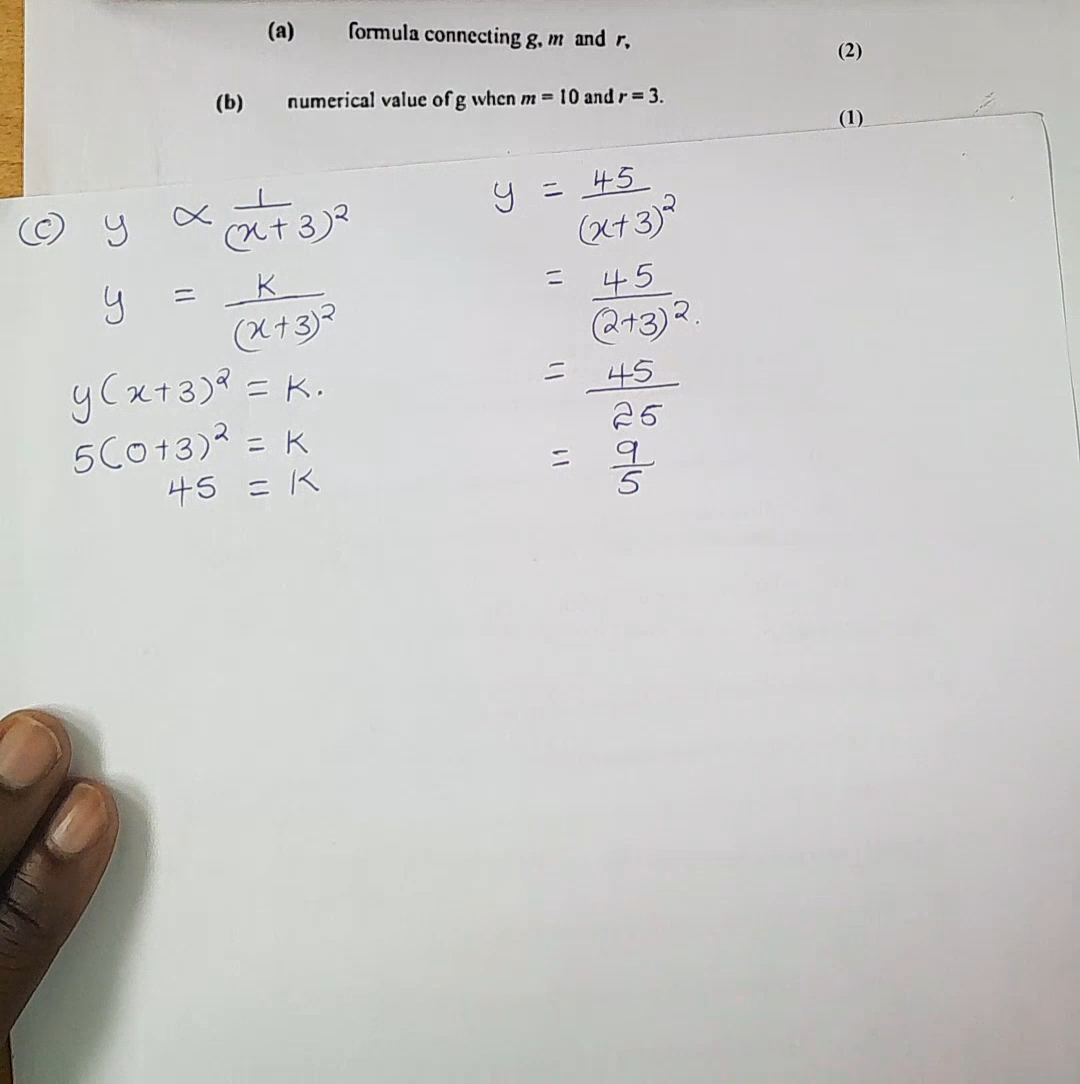 (a) formula connecting g, m and r, (2)
(b) numerical value of g when m = 10 and r = 3. (1)
(c) y ∝ 1/(x+3)²
y = K/(x+3)²
y(x+3)² = K.
5(0+3)² = K
45 = K
y = 45/(x+3)²
= 45/(2+3)².
= 45/25
= 9/5